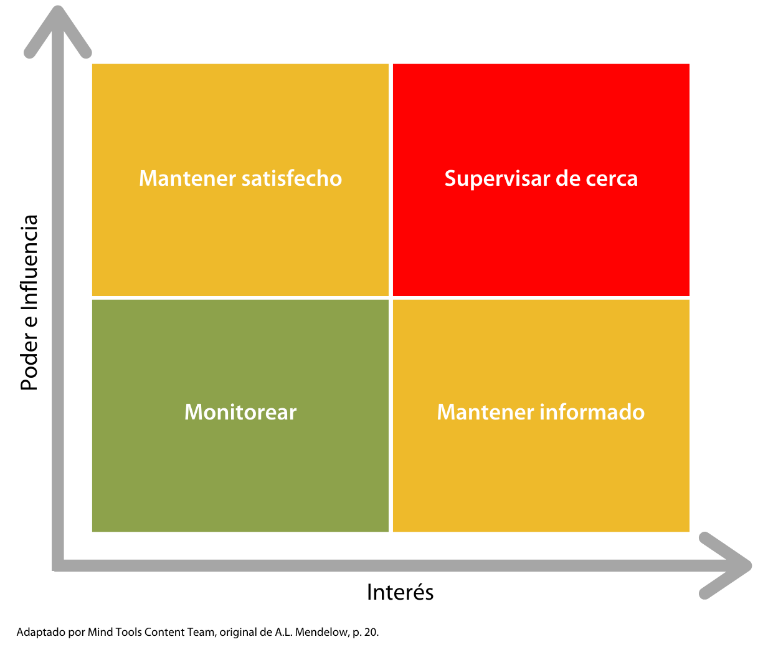 Mantener satisfecho
Supervisar de cerca
Poder e Influencia
Monitorear
Mantener informado
Interés
Adaptado por Mind Tools Content Team, original de A.L. Mendelow, p. 20.